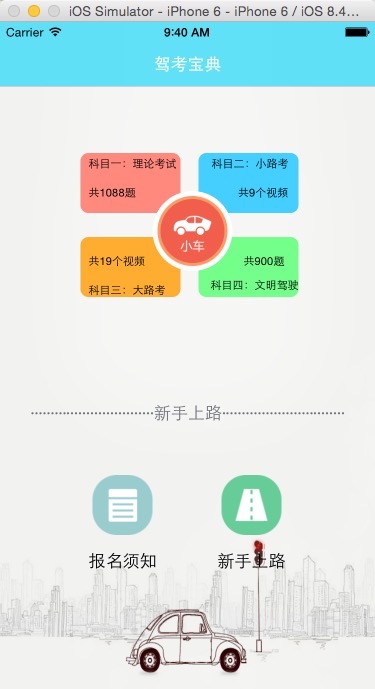 iOS Simulator - iPhone 6 - iPhone 6 / iOS 8.4...
Carrier 9:40 AM
驾考宝典
科目一：理论考试
科目二：小路考
共1088题
共9个视频
小车
共19个视频
共900题
科目三：大路考
科目四：文明驾驶
新手上路
报名须知
新手上路